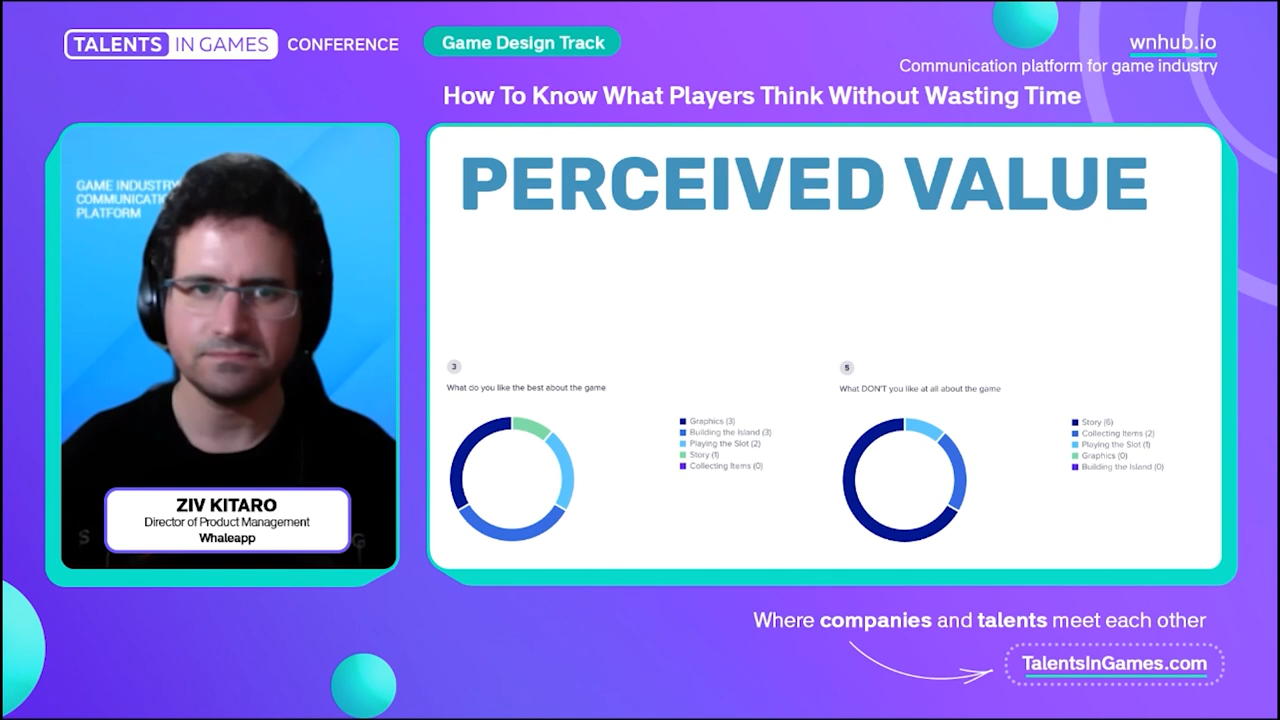 TALENTS IN GAMES CONFERENCE
Game Design Track
wnhub.io
Communication platform for game industry
How To Know What Players Think Without Wasting Time
GAME INDUSTRY
COMMUNICATIO
PLATFORM
ZIV KITARO
Director of Product Management
Whaleapp
S
G
PERCEIVED VALUE
3
What do you like the best about the game
Graphics (3)
Building the Island (3)
Playing the Slot (2)
Story (1)
Collecting Items (0)
5
What DON'T you like at all about the game
Story (6)
Collecting Items (2)
Playing the Slot (1)
Graphics (0)
Building the Island (0)
Where companies and talents meet each other
TalentsInGames.com